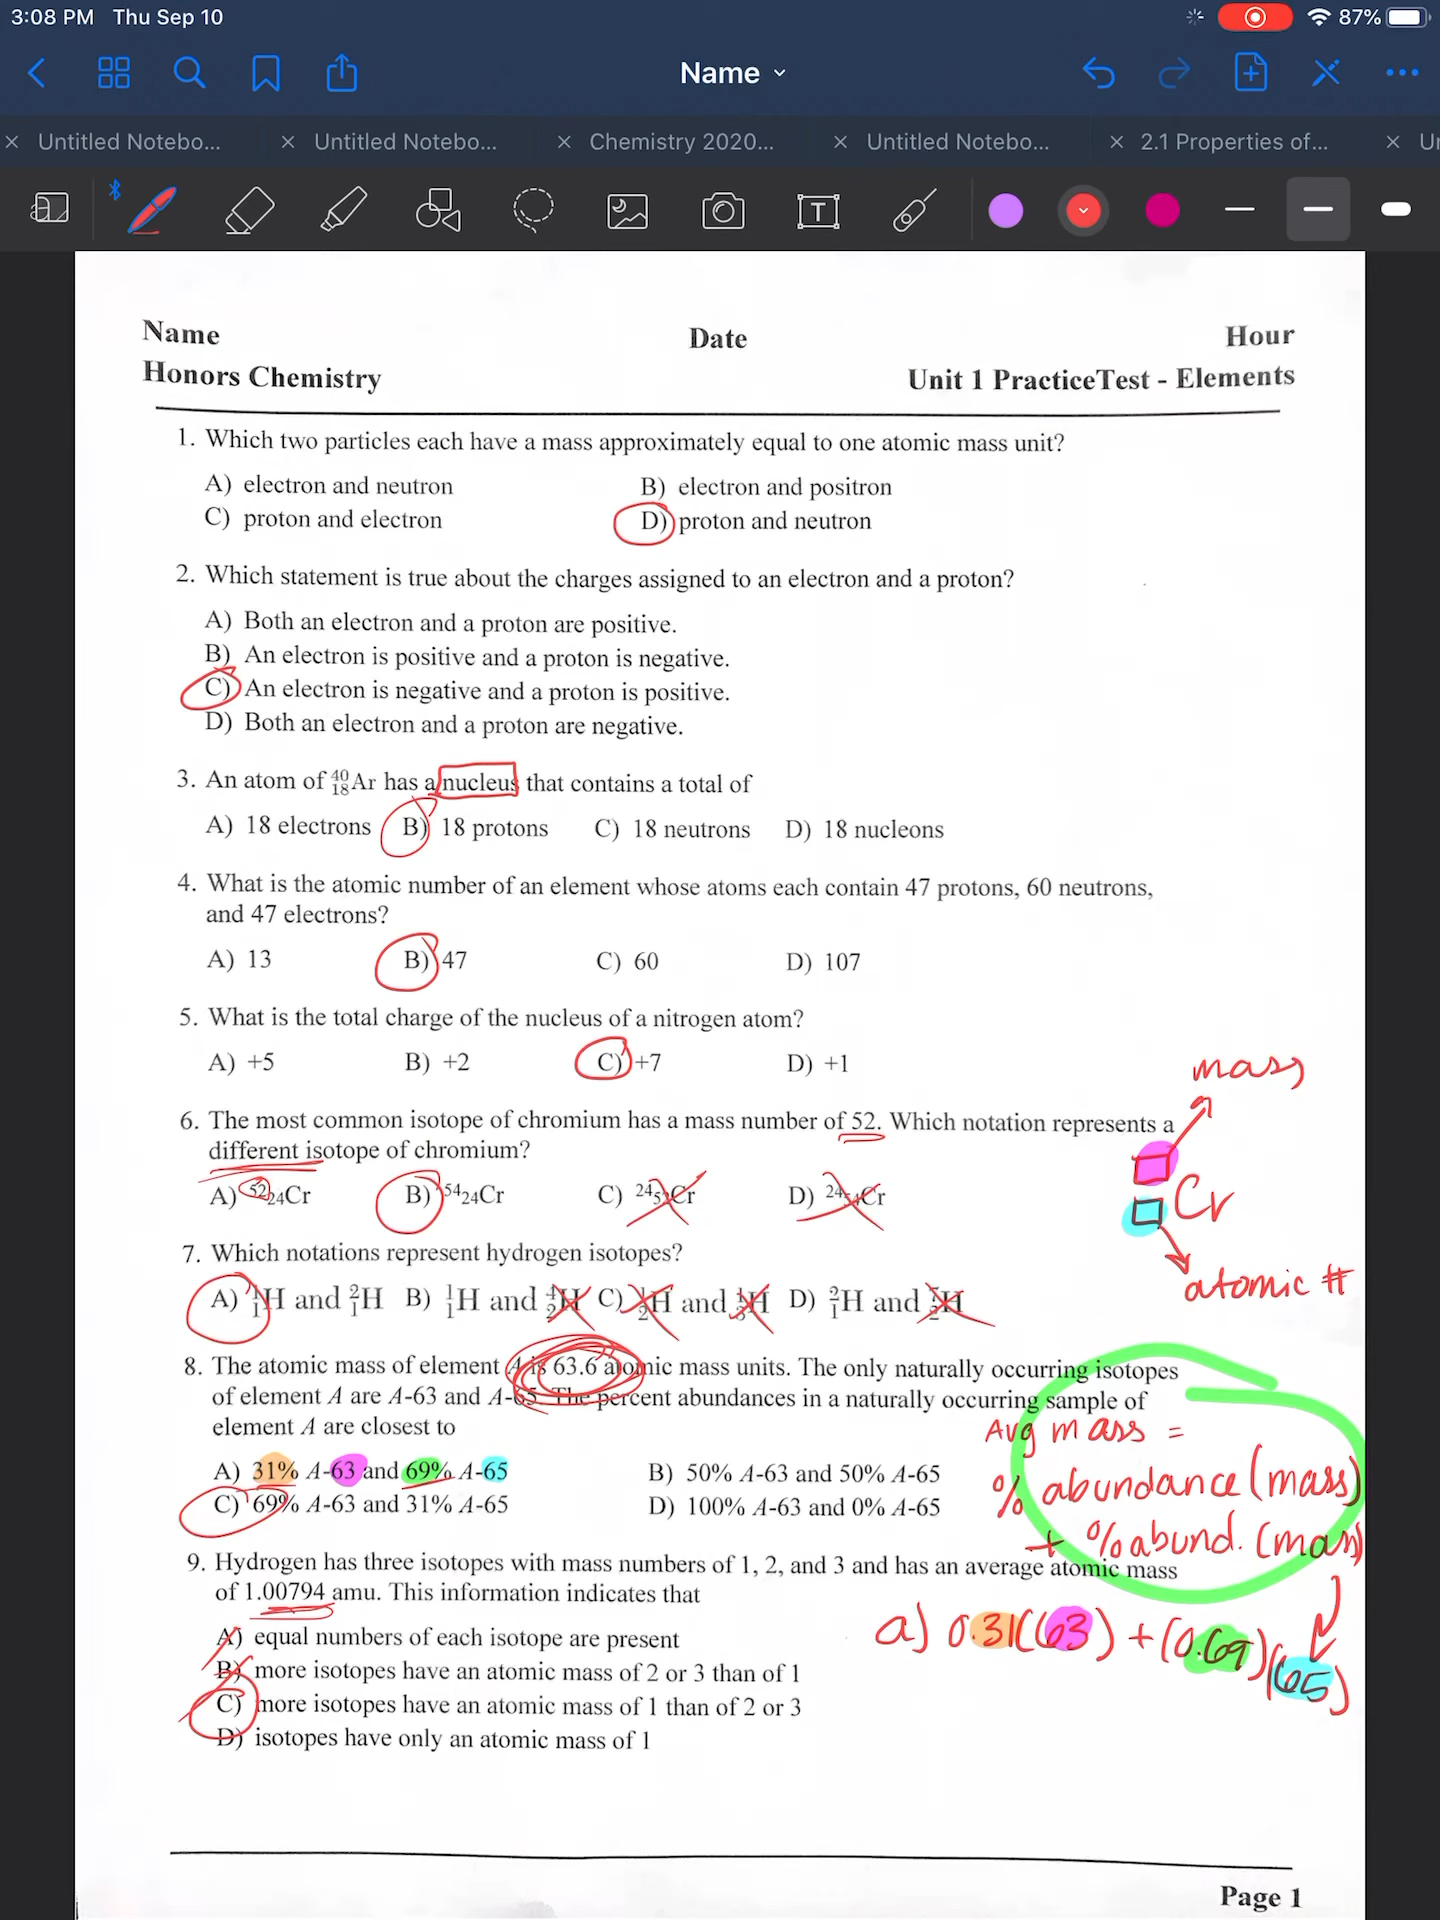 3:08 PM Thu Sep 10
87%
Name
Untitled Notebo...
Untitled Notebo...
Chemistry 2020...
Untitled Notebo...
2.1 Properties of...
Un
Name Date Hour
Honors Chemistry Unit 1 PracticeTest - Elements
1. Which two particles each have a mass approximately equal to one atomic mass unit?
A) electron and neutron B) electron and positron
C) proton and electron D) proton and neutron
2. Which statement is true about the charges assigned to an electron and a proton?
A) Both an electron and a proton are positive.
B) An electron is positive and a proton is negative.
C) An electron is negative and a proton is positive.
D) Both an electron and a proton are negative.
3. An atom of ⁴⁰₁₈Ar has a nucleus that contains a total of
A) 18 electrons B) 18 protons C) 18 neutrons D) 18 nucleons
4. What is the atomic number of an element whose atoms each contain 47 protons, 60 neutrons,
and 47 electrons?
A) 13 B) 47 C) 60 D) 107
5. What is the total charge of the nucleus of a nitrogen atom?
A) +5 B) +2 C) +7 D) +1
mass
6. The most common isotope of chromium has a mass number of 52. Which notation represents a
different isotope of chromium?
A) ⁵²₂₄Cr B) ⁵⁴₂₄Cr C) ²⁴₅₂Cr D) ²⁴₅₄Cr
Cr
atomic #
7. Which notations represent hydrogen isotopes?
A) ¹₁H and ²₁H B) ¹₁H and ⁴₂H C) ¹₂H and H D) ²₁H and H
8. The atomic mass of element A is 63.6 atomic mass units. The only naturally occurring isotopes
of element A are A-63 and A-65. The percent abundances in a naturally occurring sample of
element A are closest to
A) 31% A-63 and 69% A-65 B) 50% A-63 and 50% A-65
C) 69% A-63 and 31% A-65 D) 100% A-63 and 0% A-65
Avg mass =
% abundance (mass)
+ % abund. (mass)
9. Hydrogen has three isotopes with mass numbers of 1, 2, and 3 and has an average atomic mass
of 1.00794 amu. This information indicates that
A) equal numbers of each isotope are present
B) more isotopes have an atomic mass of 2 or 3 than of 1
C) more isotopes have an atomic mass of 1 than of 2 or 3
D) isotopes have only an atomic mass of 1
a) 0.31(63) + (0.69)(65)
Page 1